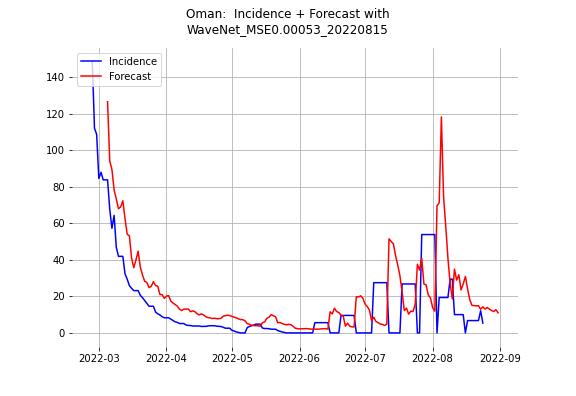 Oman:  Incidence + Forecast with
WaveNet_MSE0.00053_20220815
Incidence
Forecast
140
120
100
80
60
40
20
0
2022-03 2022-04 2022-05 2022-06 2022-07 2022-08 2022-09